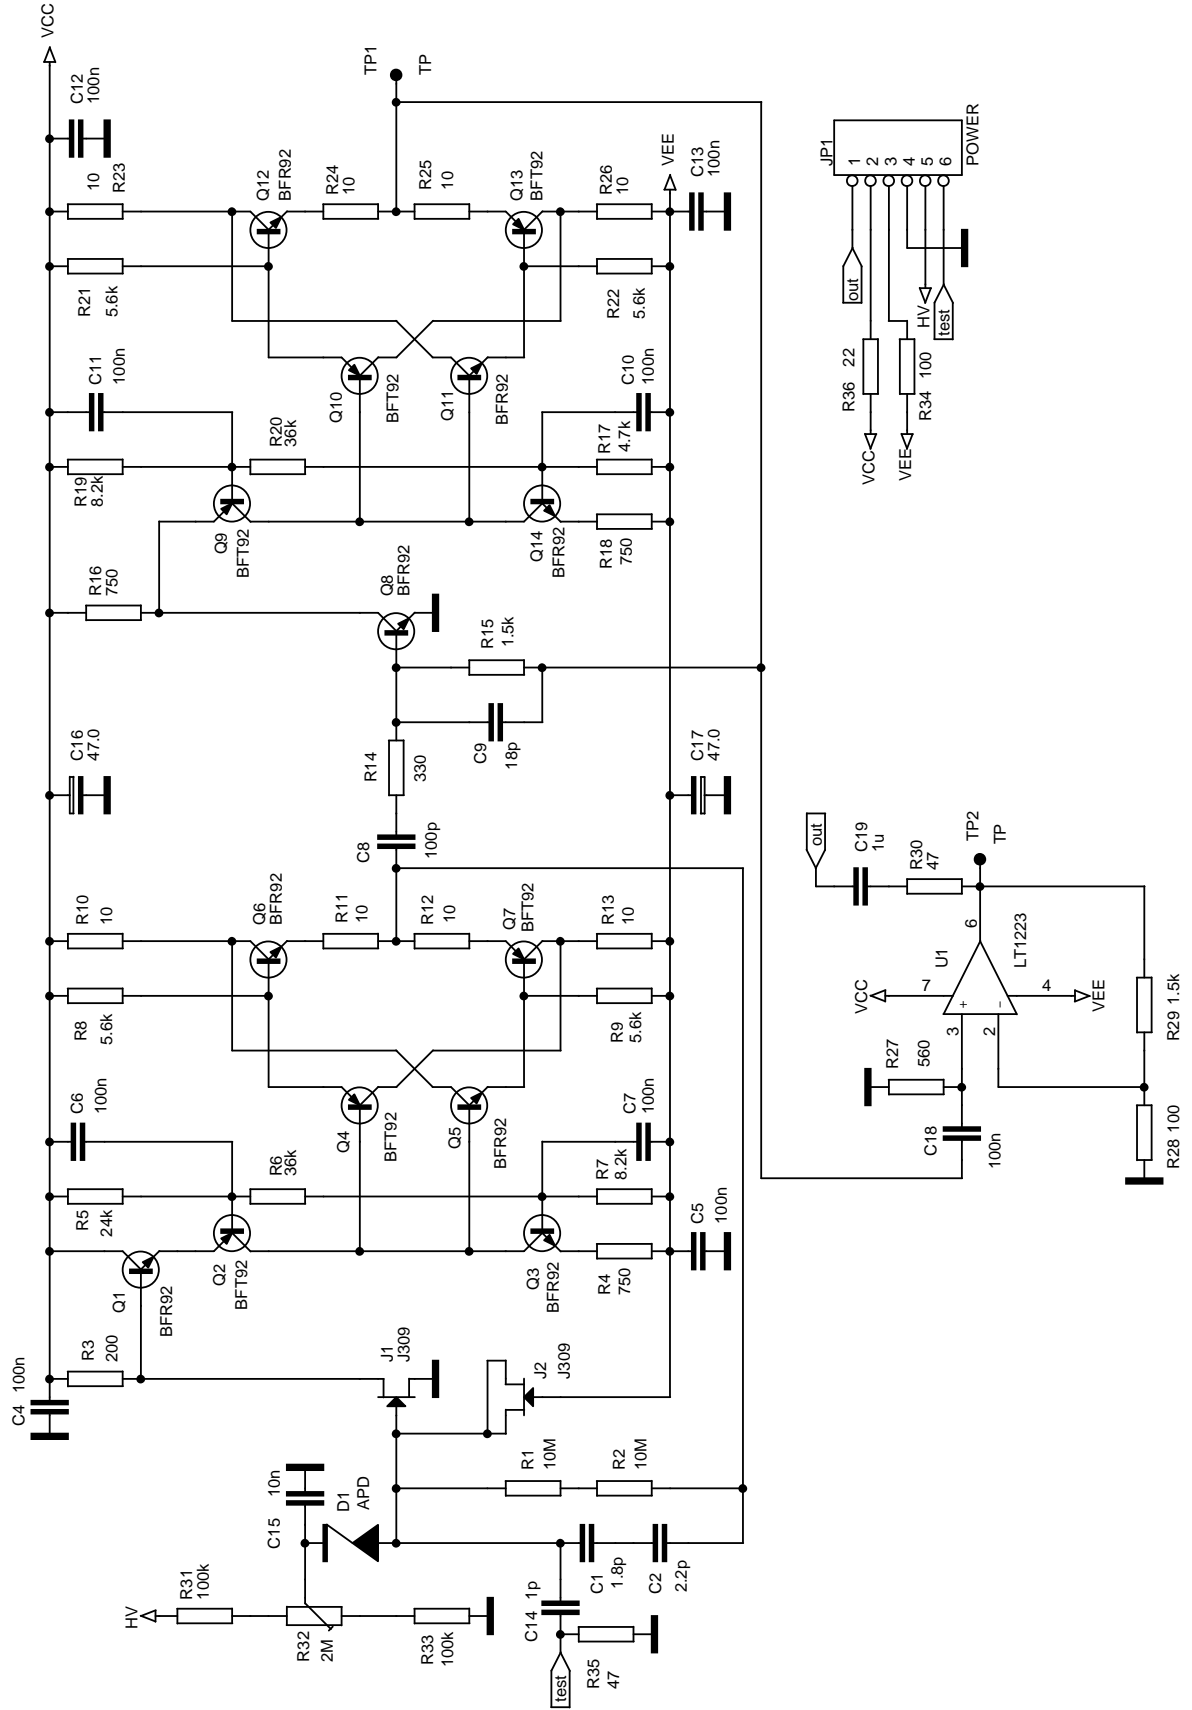 VCC
C12
100n
10
R23
R21
5.6k
Q12
BFR92
R24
10
TP1
TP
R25
10
Q13
BFT92
R26
10
VEE
C13
100n
R22
5.6k
C11
100n
Q10
BFT92
Q11
BFR92
C10
100n
R19
8.2k
R20
36k
R17
4.7k
Q9
BFT92
Q14
BFR92
R18
750
R16
750
Q8
BFR92
R15
1.5k
C9
18p
R14
330
C16
47.0
C17
47.0
C8
100p
R10
10
R8
5.6k
Q6
BFR92
R11
10
R12
10
Q7
BFT92
R13
10
R9
5.6k
C6
100n
Q4
BFT92
Q5
BFR92
C7
100n
R5
24k
R6
36k
R7
8.2k
Q1
BFR92
Q2
BFT92
Q3
BFR92
R4
750
C5
100n
C4 100n
R3
200
J1
J309
J2
J309
R1
10M
R2
10M
C15
10n
D1
APD
C1
1.8p
C2
2.2p
HV
R31
100k
R32
2M
R33
100k
C14 1p
test
R35
47
JP1
1
2
3
4
5
6
POWER
out
HV
test
R36
22
R34
100
VCC
VEE
out
C19
1u
R30
47
TP2
TP
U1
LT1223
6
7
4
3
2
+
-
VCC
VEE
R27
560
C18
100n
R29 1.5k
R28 100